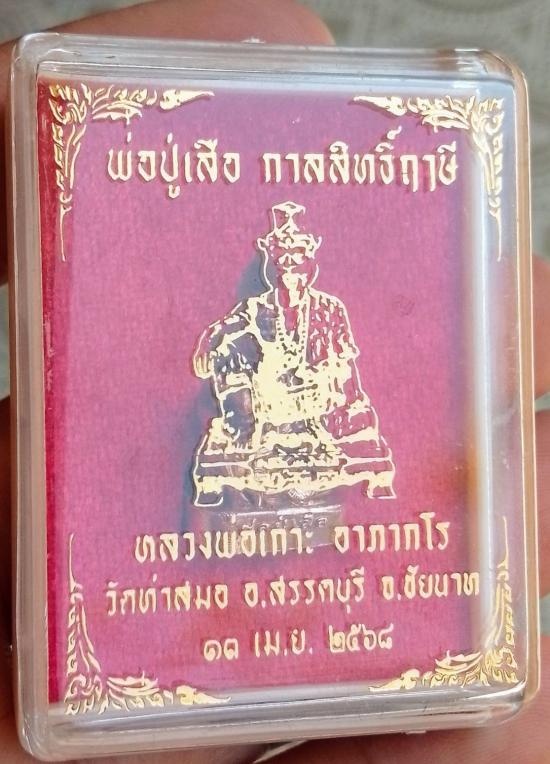 พ่อปู่เสือ กาลสิทธิ์ฤาษี
หลวงพ่อเก๋าะ อาภากโร
วัดท่าสมอ อ.สรรคบุรี จ.ชัยนาท
๑๓ เม.ย. ๒๕๖๘